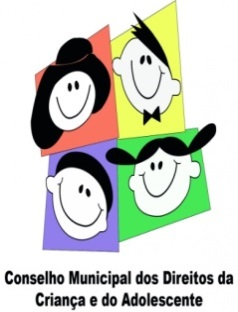 Conselho Municipal dos Direitos da
Criança e do Adolescente